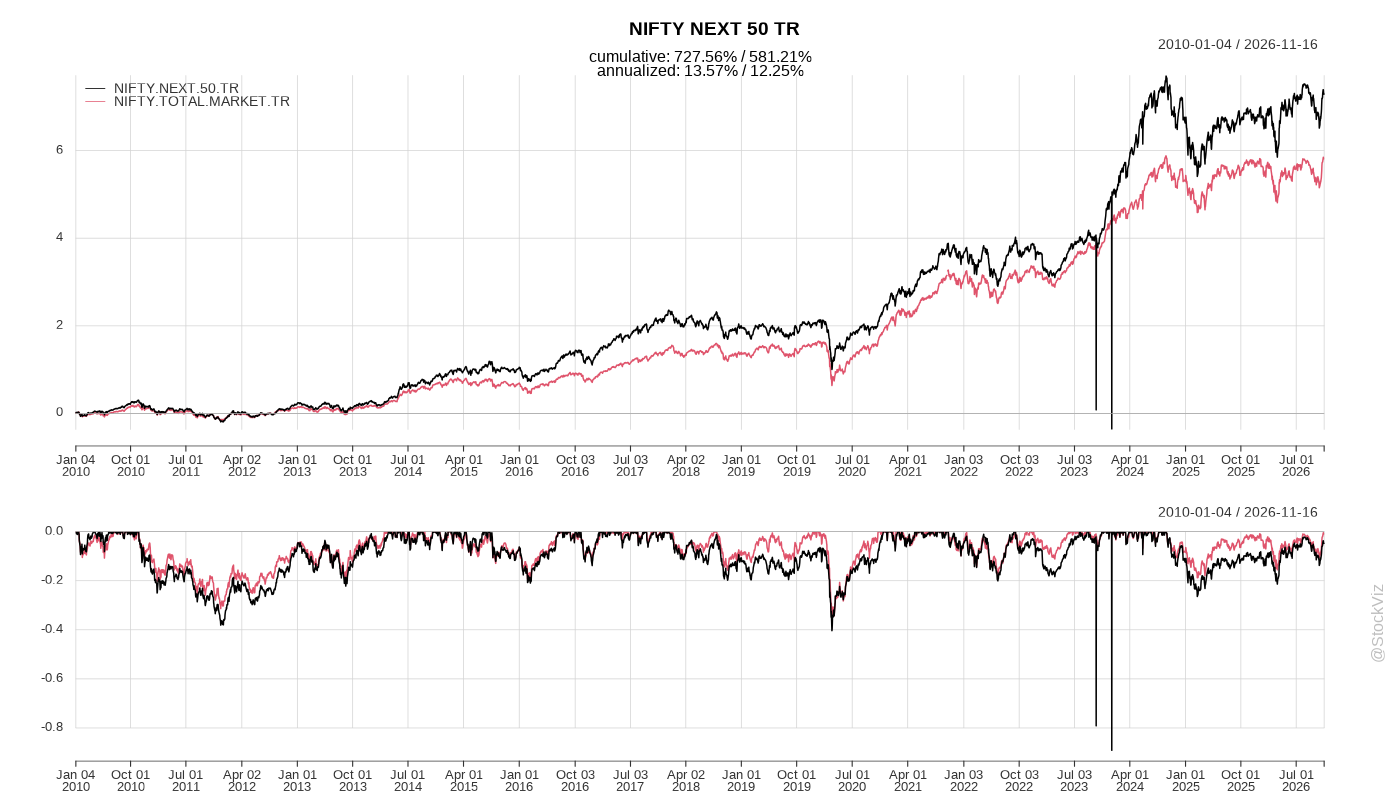 NIFTY NEXT 50 TR
2010-01-04 / 2026-11-16
cumulative: 727.56% / 581.21%
annualized: 13.57% / 12.25%
NIFTY.NEXT.50.TR
NIFTY.TOTAL.MARKET.TR
6
4
2
0
Jan 04 Oct 01 Jul 01 Apr 02 Jan 01 Oct 01 Jul 01 Apr 01 Jan 01 Oct 03 Jul 03 Apr 02 Jan 01 Oct 01 Jul 01 Apr 01 Jan 03 Oct 03 Jul 03 Apr 01 Jan 01 Oct 01 Jul 01
2010 2010 2011 2012 2013 2013 2014 2015 2016 2016 2017 2018 2019 2019 2020 2021 2022 2022 2023 2024 2025 2025 2026
2010-01-04 / 2026-11-16
0.0
-0.2
-0.4
-0.6
-0.8
Jan 04 Oct 01 Jul 01 Apr 02 Jan 01 Oct 01 Jul 01 Apr 01 Jan 01 Oct 03 Jul 03 Apr 02 Jan 01 Oct 01 Jul 01 Apr 01 Jan 03 Oct 03 Jul 03 Apr 01 Jan 01 Oct 01 Jul 01
2010 2010 2011 2012 2013 2013 2014 2015 2016 2016 2017 2018 2019 2019 2020 2021 2022 2022 2023 2024 2025 2025 2026
@StockViz